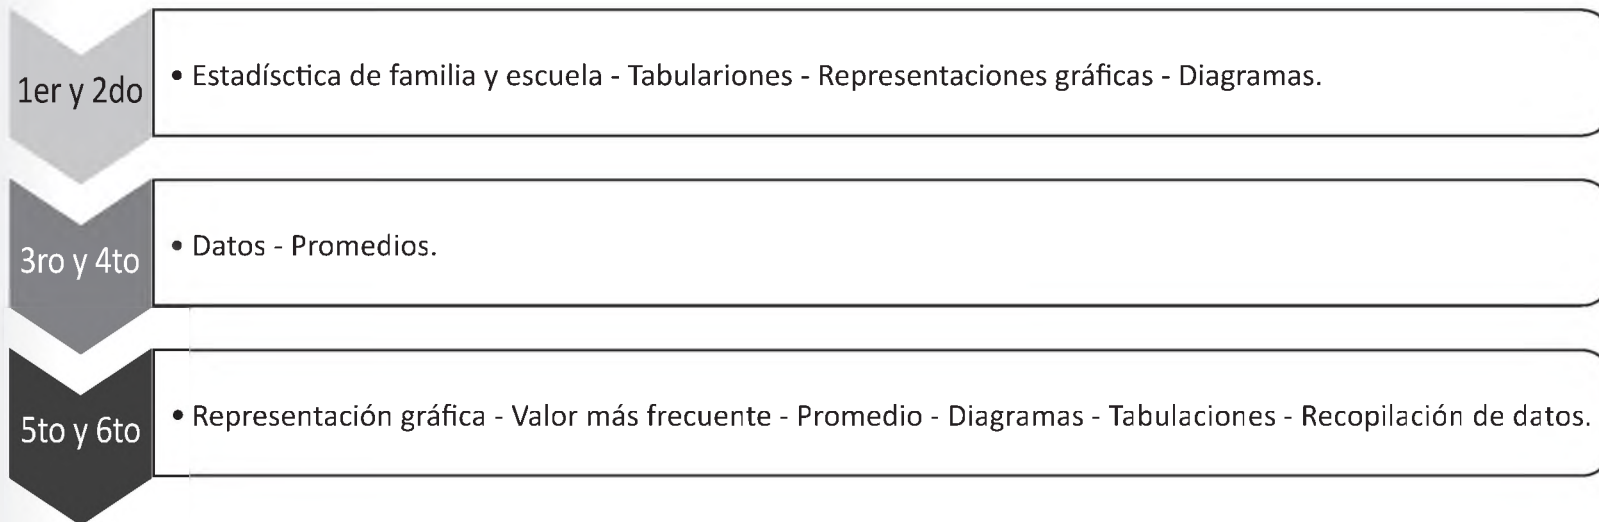 1er y 2do
• Estadísctica de familia y escuela - Tabulariones - Representaciones gráficas - Diagramas.
3ro y 4to
• Datos - Promedios.
5to y 6to
• Representación gráfica - Valor más frecuente - Promedio - Diagramas - Tabulaciones - Recopilación de datos.